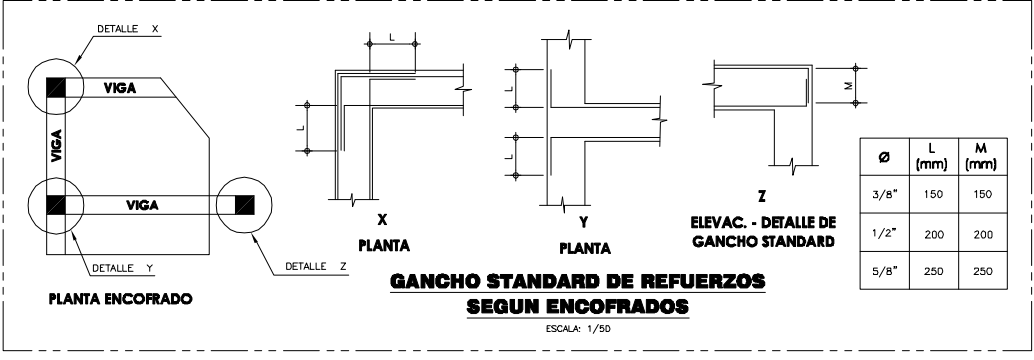 DETALLE X
VIGA
VIGA
VIGA
DETALLE Y
DETALLE Z
PLANTA ENCOFRADO
L
L
X
PLANTA
L
L
Y
PLANTA
M
Z
ELEVAC. - DETALLE DE
GANCHO STANDARD
Ø L (mm) M (mm)
3/8" 150 150
1/2" 200 200
5/8" 250 250
GANCHO STANDARD DE REFUERZOS
SEGUN ENCOFRADOS
ESCALA: 1/50